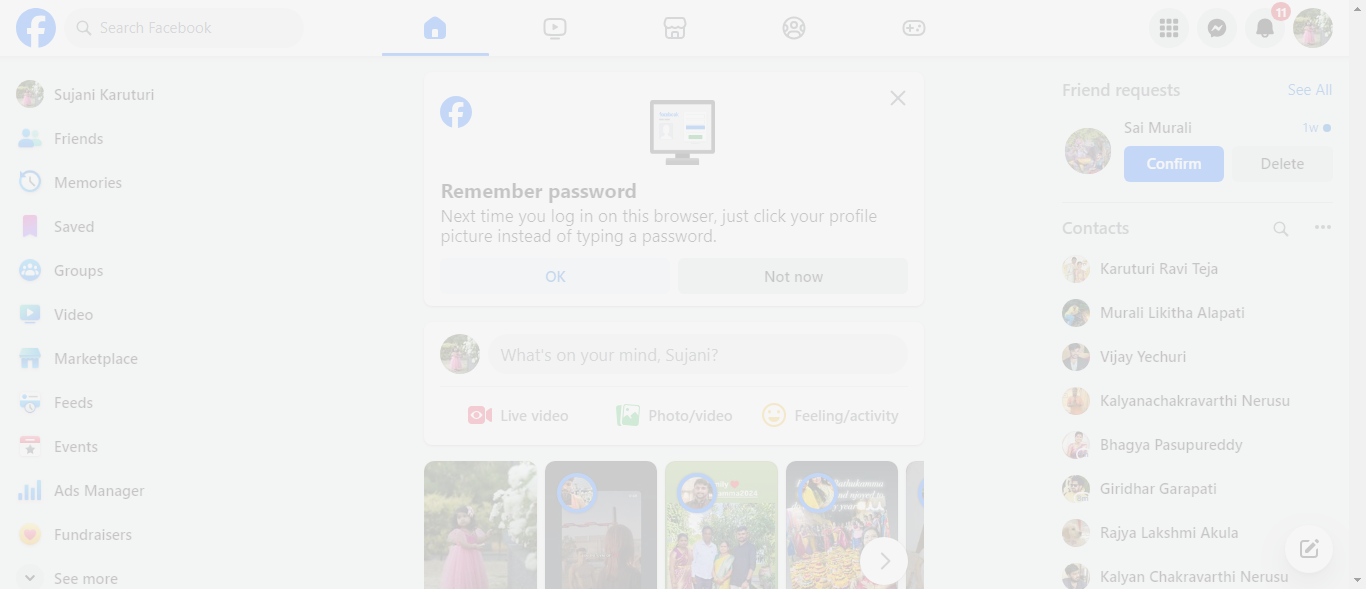 Search Facebook
11
Sujani Karuturi
Friends
Memories
Saved
Groups
Video
Marketplace
Feeds
Events
Ads Manager
Fundraisers
See more
Remember password
Next time you log in on this browser, just click your profile
picture instead of typing a password.
OK
Not now
What's on your mind, Sujani?
Live video
Photo/video
Feeling/activity
Friend requests
See All
Sai Murali
1w
Confirm
Delete
Contacts
Karuturi Ravi Teja
Murali Likitha Alapati
Vijay Yechuri
Kalyanachakravarthi Nerusu
Bhagya Pasupureddy
Giridhar Garapati
Rajya Lakshmi Akula
Kalyan Chakravarthi Nerusu